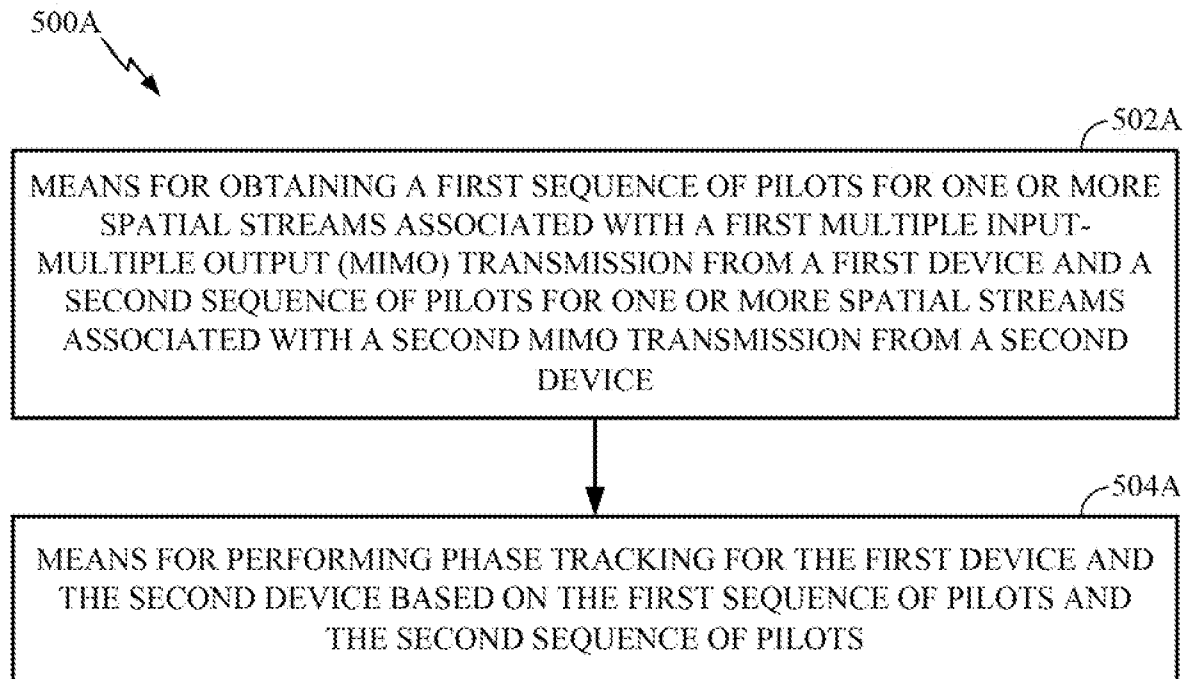 500A
502A
MEANS FOR OBTAINING A FIRST SEQUENCE OF PILOTS FOR ONE OR MORE
SPATIAL STREAMS ASSOCIATED WITH A FIRST MULTIPLE INPUT-
MULTIPLE OUTPUT (MIMO) TRANSMISSION FROM A FIRST DEVICE AND A
SECOND SEQUENCE OF PILOTS FOR ONE OR MORE SPATIAL STREAMS
ASSOCIATED WITH A SECOND MIMO TRANSMISSION FROM A SECOND
DEVICE
504A
MEANS FOR PERFORMING PHASE TRACKING FOR THE FIRST DEVICE AND
THE SECOND DEVICE BASED ON THE FIRST SEQUENCE OF PILOTS AND
THE SECOND SEQUENCE OF PILOTS